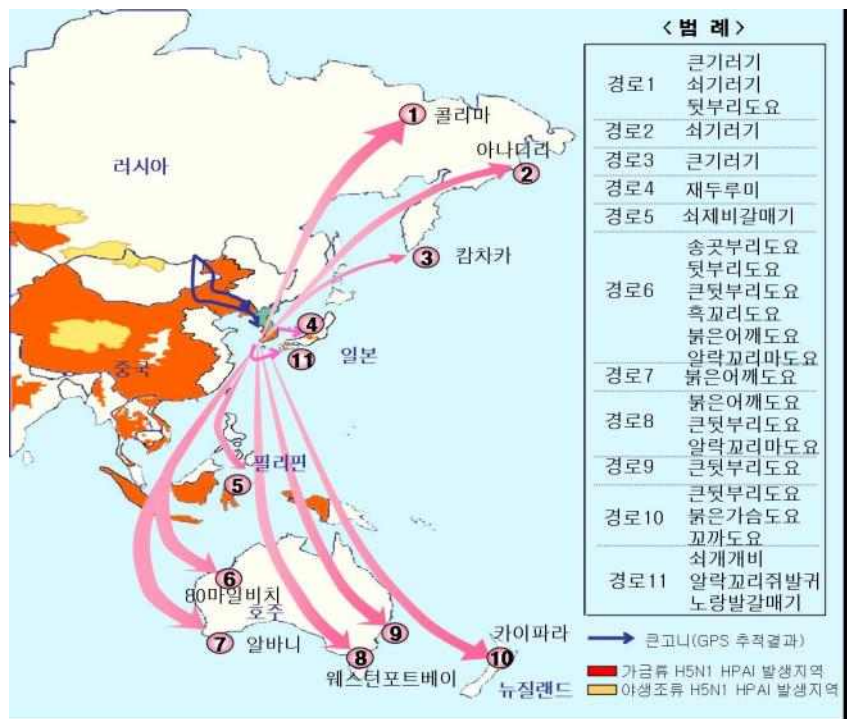 <범 례>
경로1
큰기러기
쇠기러기
뒷부리도요
경로2 쇠기러기
경로3 큰기러기
경로4 재두루미
경로5 쇠제비갈매기
경로6
송곳부리도요
뒷부리도요
큰뒷부리도요
흑꼬리도요
붉은어깨도요
알락꼬리마도요
경로7 붉은어깨도요
경로8
붉은어깨도요
큰뒷부리도요
알락꼬리마도요
경로9 큰뒷부리도요
경로10
큰뒷부리도요
붉은가슴도요
꼬까도요
경로11
쇠개개비
알락꼬리쥐발귀
노랑발갈매기
큰고니(GPS 추적결과)
가금류 H5N1 HPAI 발생지역
야생조류 H5N1 HPAI 발생지역
1 콜리마
아나디라
2
러시아
3 캄차카
4
11
일본
중국
필리핀
5
6
80마일비치
호주
7 알바니
8
웨스턴포트베이
9
카이파라
10
뉴질랜드